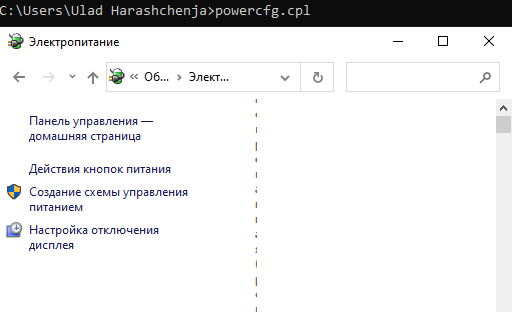 C:\Users\Ulad Harashchenja>powercfg.cpl
Электропитание
Об...
Элект...
Панель управления —
домашняя страница
Действия кнопок питания
Создание схемы управления
питанием
Настройка отключения
дисплея